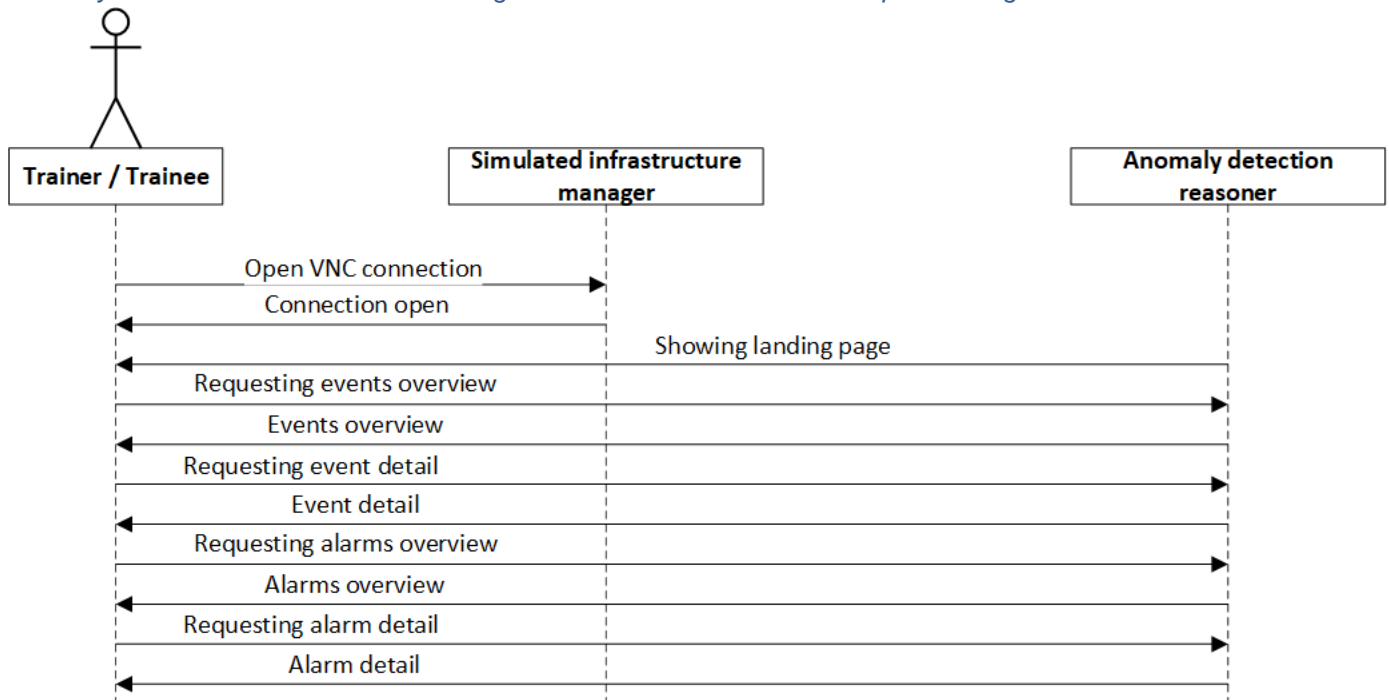 Trainer / Trainee
Simulated infrastructure
manager
Anomaly detection
reasoner
Open VNC connection
Connection open
Showing landing page
Requesting events overview
Events overview
Requesting event detail
Event detail
Requesting alarms overview
Alarms overview
Requesting alarm detail
Alarm detail